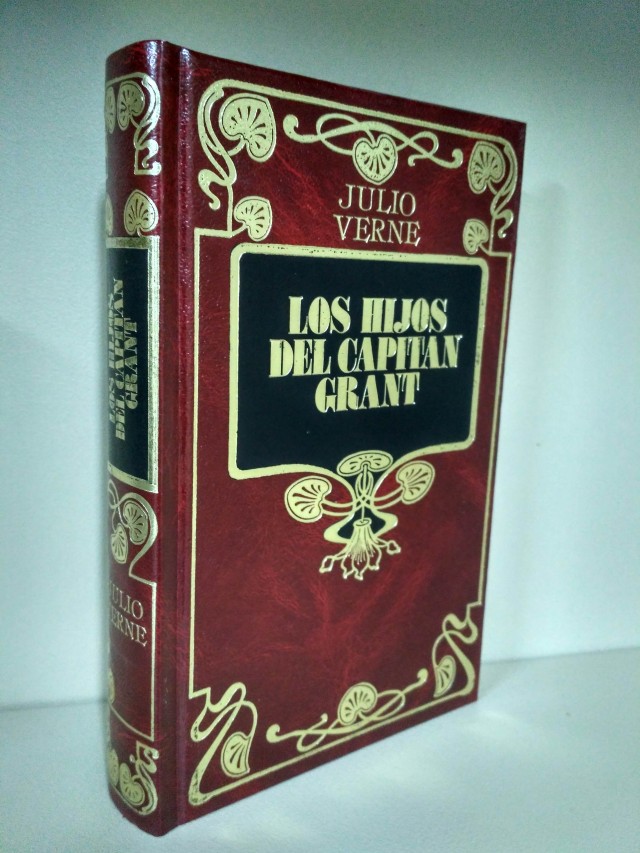 JULIO
VERNE
LOS HIJOS
DEL CAPITAN
GRANT
LOS HIJOS
DEL CAPITAN
GRANT
JULIO
VERNE